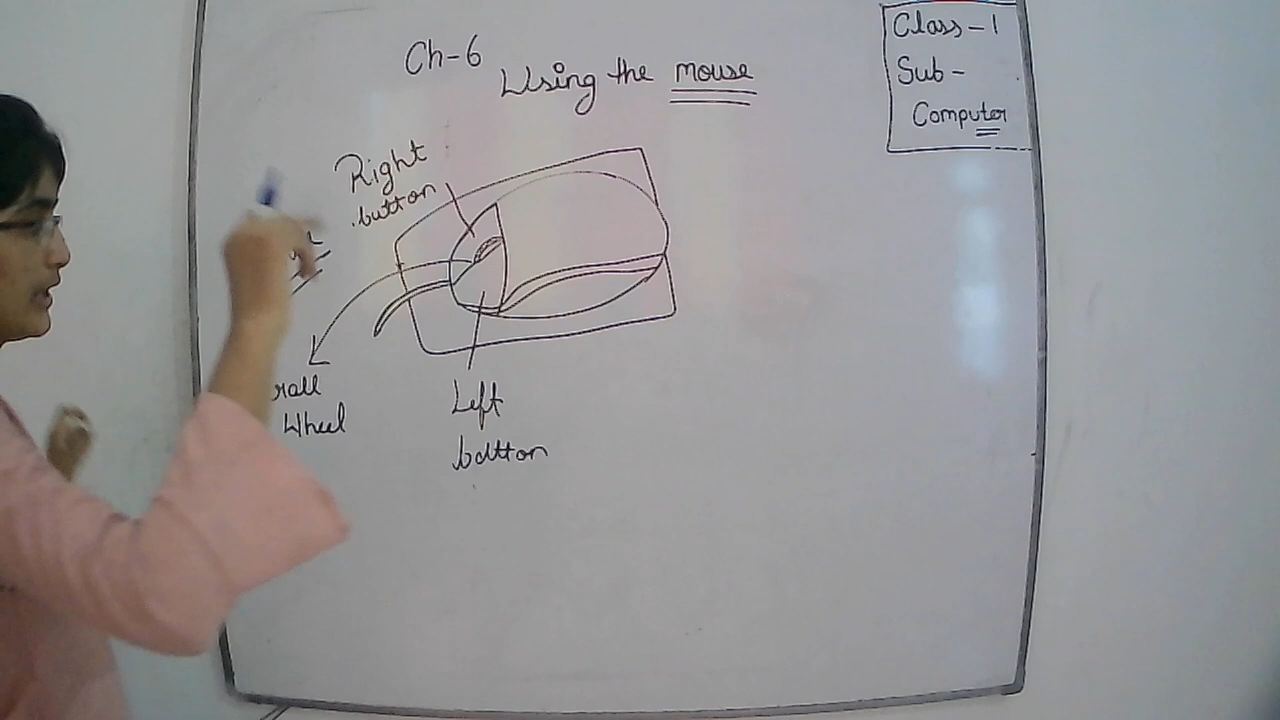 Ch-6
Using the mouse
Class-1
Sub-
Computer
Right
button
Wheel
Left
button